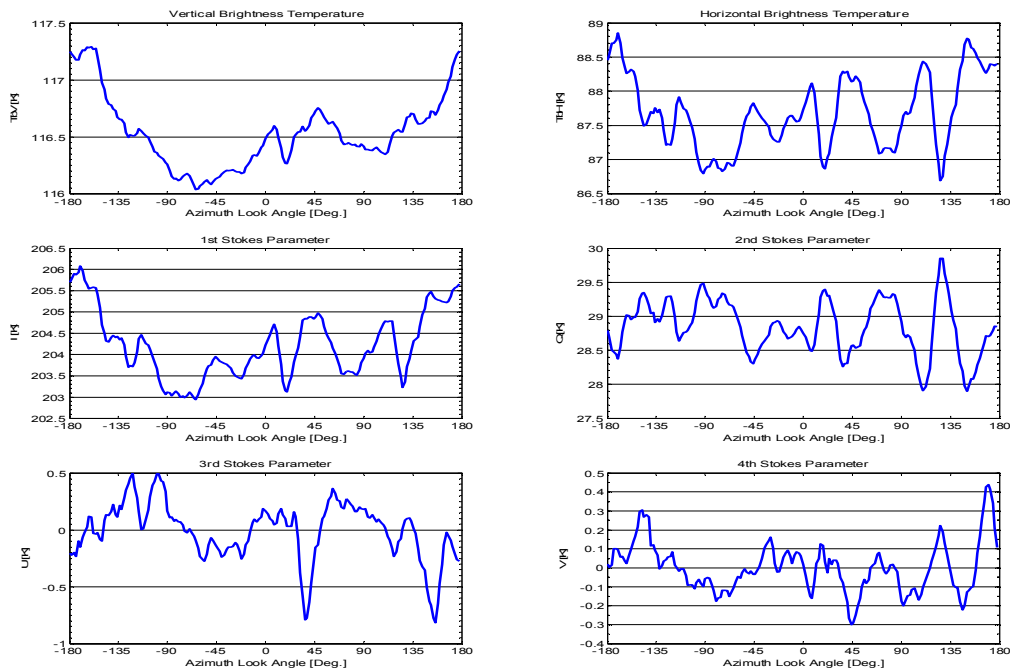 Vertical Brightness Temperature
117.5
117
116.5
116
TBV[K]
-180 -135 -90 -45 0 45 90 135 180
Azimuth Look Angle [Deg.]
Horizontal Brightness Temperature
89
88.5
88
87.5
87
86.5
TBH[K]
-180 -135 -90 -45 0 45 90 135 180
Azimuth Look Angle [Deg.]
1st Stokes Parameter
206.5
206
205.5
205
204.5
204
203.5
203
202.5
I[K]
-180 -135 -90 -45 0 45 90 135 180
Azimuth Look Angle [Deg.]
2nd Stokes Parameter
30
29.5
29
28.5
28
27.5
Q[K]
-180 -135 -90 -45 0 45 90 135 180
Azimuth Look Angle [Deg.]
3rd Stokes Parameter
0.5
0
-0.5
-1
U[K]
-180 -135 -90 -45 0 45 90 135 180
Azimuth Look Angle [Deg.]
4th Stokes Parameter
0.5
0.4
0.3
0.2
0.1
0
-0.1
-0.2
-0.3
-0.4
V[K]
-180 -135 -90 -45 0 45 90 135 180
Azimuth Look Angle [Deg.]